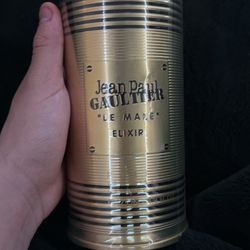 Jean Paul
GAULTIER
"LE MALE"
ELIXIR